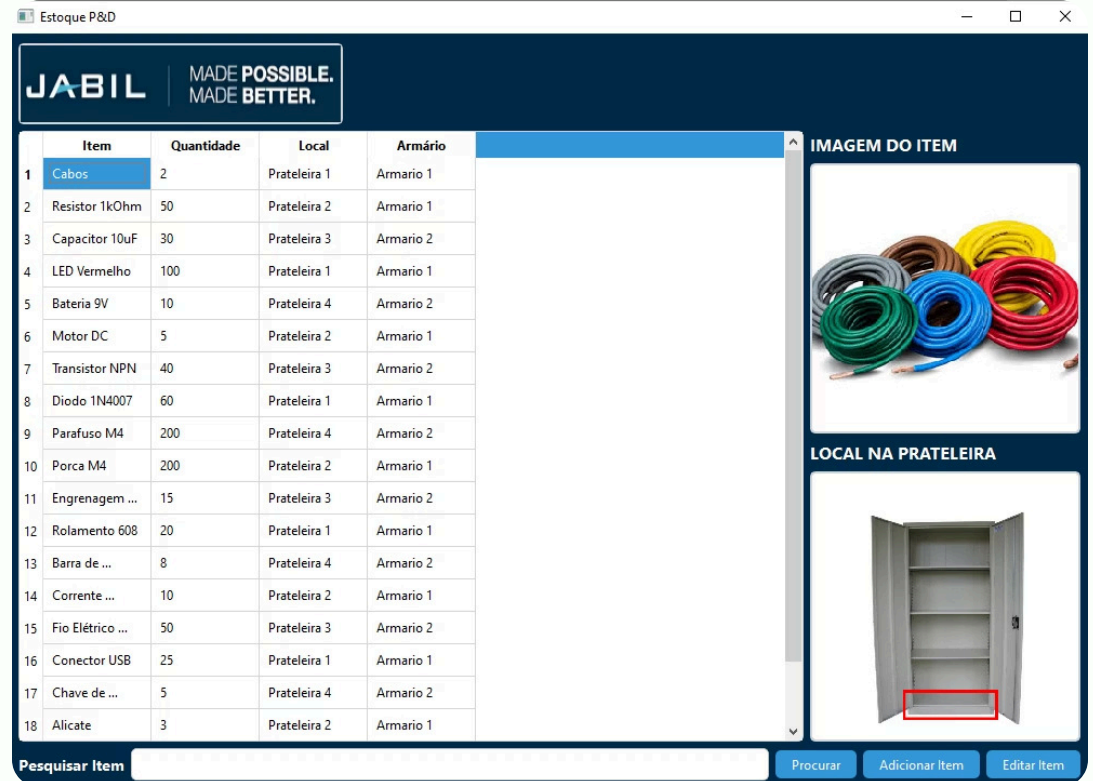 Estoque P&D
JABIL
MADE POSSIBLE.
MADE BETTER.
Item Quantidade Local Armário
1 Cabos 2 Prateleira 1 Armario 1
2 Resistor 1kOhm 50 Prateleira 2 Armario 1
3 Capacitor 10uF 30 Prateleira 3 Armario 2
4 LED Vermelho 100 Prateleira 1 Armario 1
5 Bateria 9V 10 Prateleira 4 Armario 2
6 Motor DC 5 Prateleira 2 Armario 1
7 Transistor NPN 40 Prateleira 3 Armario 2
8 Diodo 1N4007 60 Prateleira 1 Armario 1
9 Parafuso M4 200 Prateleira 4 Armario 2
10 Porca M4 200 Prateleira 2 Armario 1
11 Engrenagem ... 15 Prateleira 3 Armario 2
12 Rolamento 608 20 Prateleira 1 Armario 1
13 Barra de ... 8 Prateleira 4 Armario 2
14 Corrente ... 10 Prateleira 2 Armario 1
15 Fio Elétrico ... 50 Prateleira 3 Armario 2
16 Conector USB 25 Prateleira 1 Armario 1
17 Chave de ... 5 Prateleira 4 Armario 2
18 Alicate 3 Prateleira 2 Armario 1
IMAGEM DO ITEM
LOCAL NA PRATELEIRA
Pesquisar Item Procurar Adicionar Item Editar Item